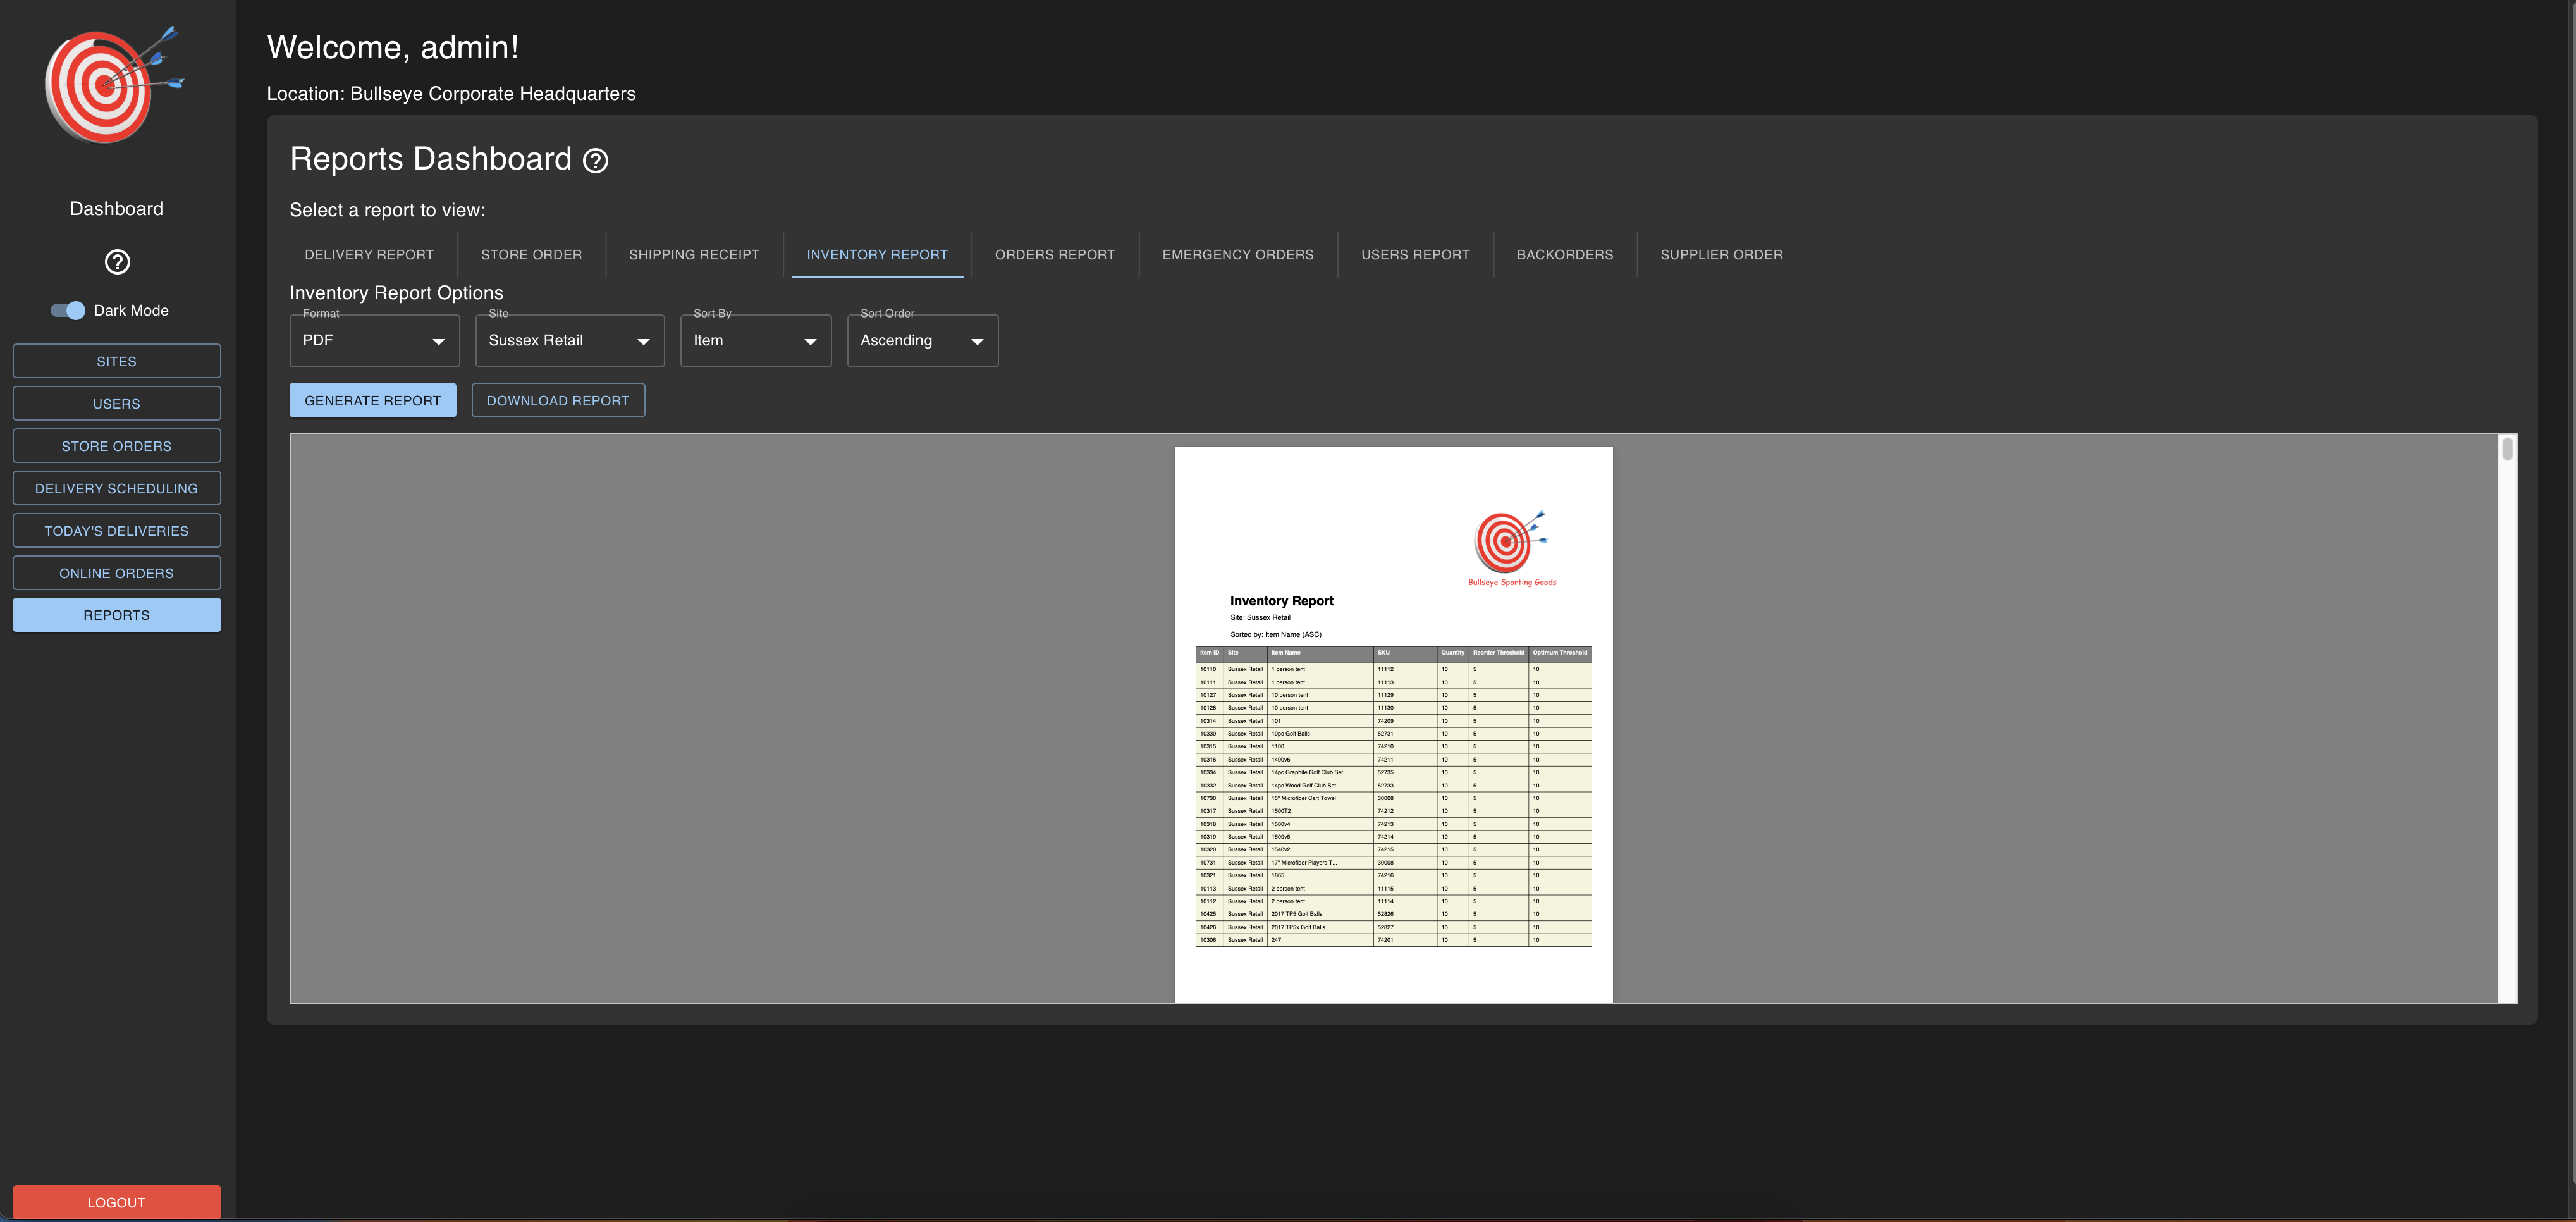 Welcome, admin!
Location: Bullseye Corporate Headquarters
Dashboard
Dark Mode
SITES
USERS
STORE ORDERS
DELIVERY SCHEDULING
TODAY'S DELIVERIES
ONLINE ORDERS
REPORTS
LOGOUT
Reports Dashboard
Select a report to view:
DELIVERY REPORT STORE ORDER SHIPPING RECEIPT INVENTORY REPORT ORDERS REPORT EMERGENCY ORDERS USERS REPORT BACKORDERS SUPPLIER ORDER
Inventory Report Options
Format Site Sort By Sort Order
PDF Sussex Retail Item Ascending
GENERATE REPORT DOWNLOAD REPORT
Bullseye Sporting Goods
Inventory Report
Site: Sussex Retail
Sorted by: Item Name (ASC)
Item ID Site Item Name SKU Quantity Reorder Threshold Optimum Threshold
10110 Sussex Retail 1 person tent 11112 10 5 10
10111 Sussex Retail 1 person tent 11113 10 5 10
10127 Sussex Retail 10 person tent 11129 10 5 10
10128 Sussex Retail 10 person tent 11130 10 5 10
10314 Sussex Retail 101 74209 10 5 10
10330 Sussex Retail 10pc Golf Balls 52731 10 5 10
10315 Sussex Retail 1100 74210 10 5 10
10316 Sussex Retail 1400v6 74211 10 5 10
10334 Sussex Retail 14pc Graphite Golf Club Set 52735 10 5 10
10332 Sussex Retail 14pc Wood Golf Club Set 52733 10 5 10
10730 Sussex Retail 15" Microfiber Cart Towel 30008 10 5 10
10317 Sussex Retail 1500T2 74212 10 5 10
10318 Sussex Retail 1500v4 74213 10 5 10
10319 Sussex Retail 1500v5 74214 10 5 10
10320 Sussex Retail 1540v2 74215 10 5 10
10731 Sussex Retail 17" Microfiber Players T... 30008 10 5 10
10321 Sussex Retail 1865 74216 10 5 10
10113 Sussex Retail 2 person tent 11115 10 5 10
10112 Sussex Retail 2 person tent 11114 10 5 10
10425 Sussex Retail 2017 TP5 Golf Balls 52826 10 5 10
10426 Sussex Retail 2017 TP5x Golf Balls 52827 10 5 10
10306 Sussex Retail 247 74201 10 5 10